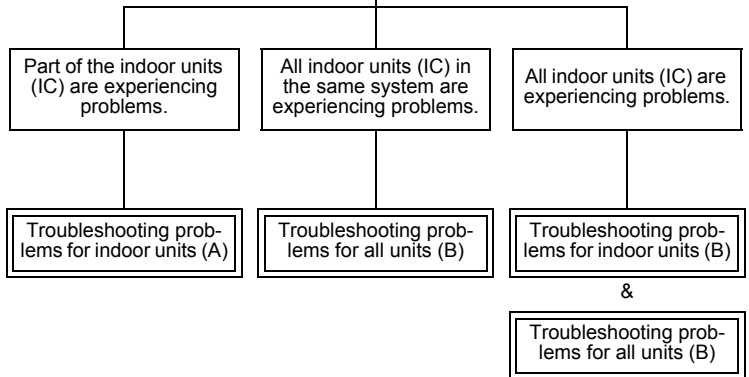 Part of the indoor units
(IC) are experiencing
problems.
All indoor units (IC) in
the same system are
experiencing problems.
All indoor units (IC) are
experiencing problems.
Troubleshooting prob-
lems for indoor units (A)
Troubleshooting prob-
lems for all units (B)
Troubleshooting prob-
lems for indoor units (B)
&
Troubleshooting prob-
lems for all units (B)